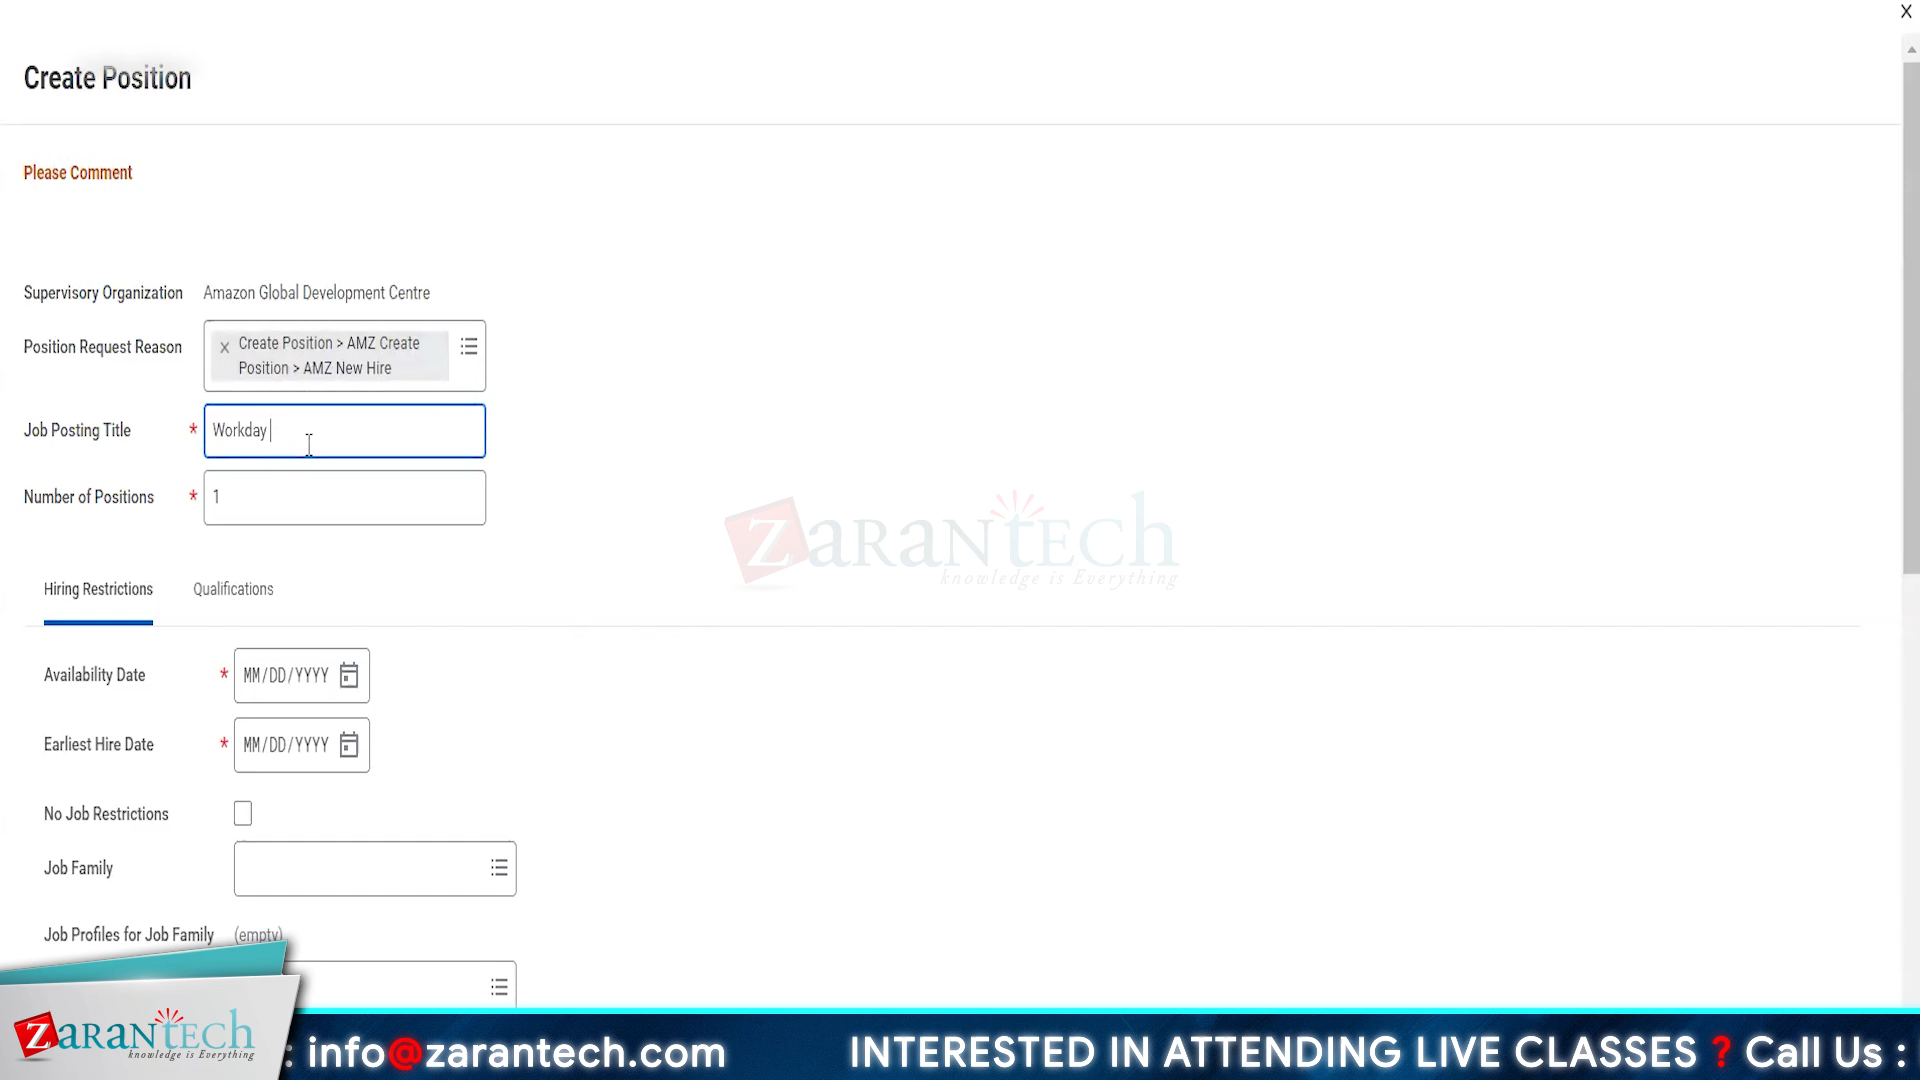 X
Create Position
Please Comment
Supervisory Organization Amazon Global Development Centre
Position Request Reason x Create Position > AMZ Create
Position > AMZ New Hire
Job Posting Title * Workday
Number of Positions * 1
ZARANTECH
knowledge is Everything
Hiring Restrictions Qualifications
Availability Date * MM/DD/YYYY
Earliest Hire Date * MM/DD/YYYY
No Job Restrictions
Job Family
Job Profiles for Job Family (empty)
ZARANTECH
knowledge is Everything
: info@zarantech.com INTERESTED IN ATTENDING LIVE CLASSES ? Call Us :